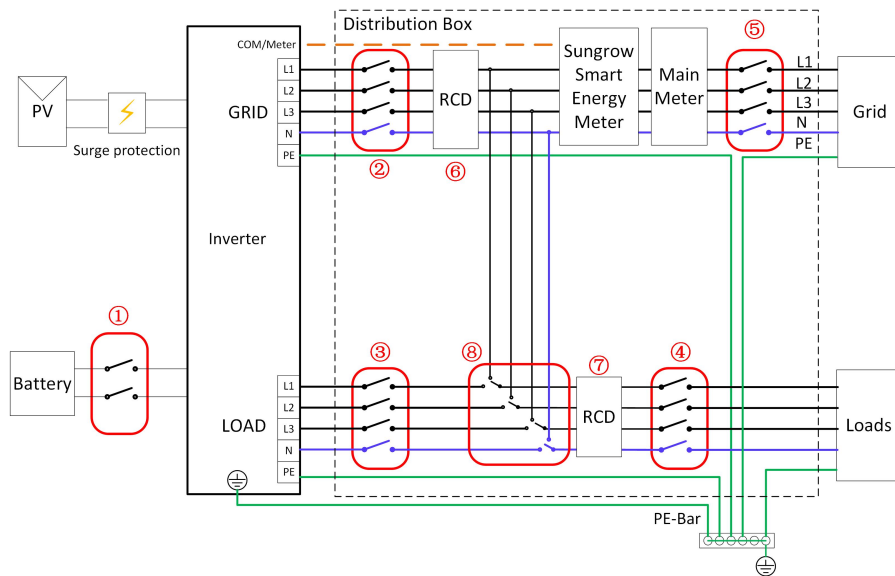 Distribution Box
⑤
COM/Meter
Sungrow
Smart
Energy
Meter
Main
Meter
L1
L2
L3
N
PE
Grid
PV
Surge protection
GRID
L1
L2
L3
N
PE
RCD
②
⑥
Inverter
①
③
⑧
⑦
④
Battery
LOAD
L1
L2
L3
N
PE
RCD
Loads
PE-Bar